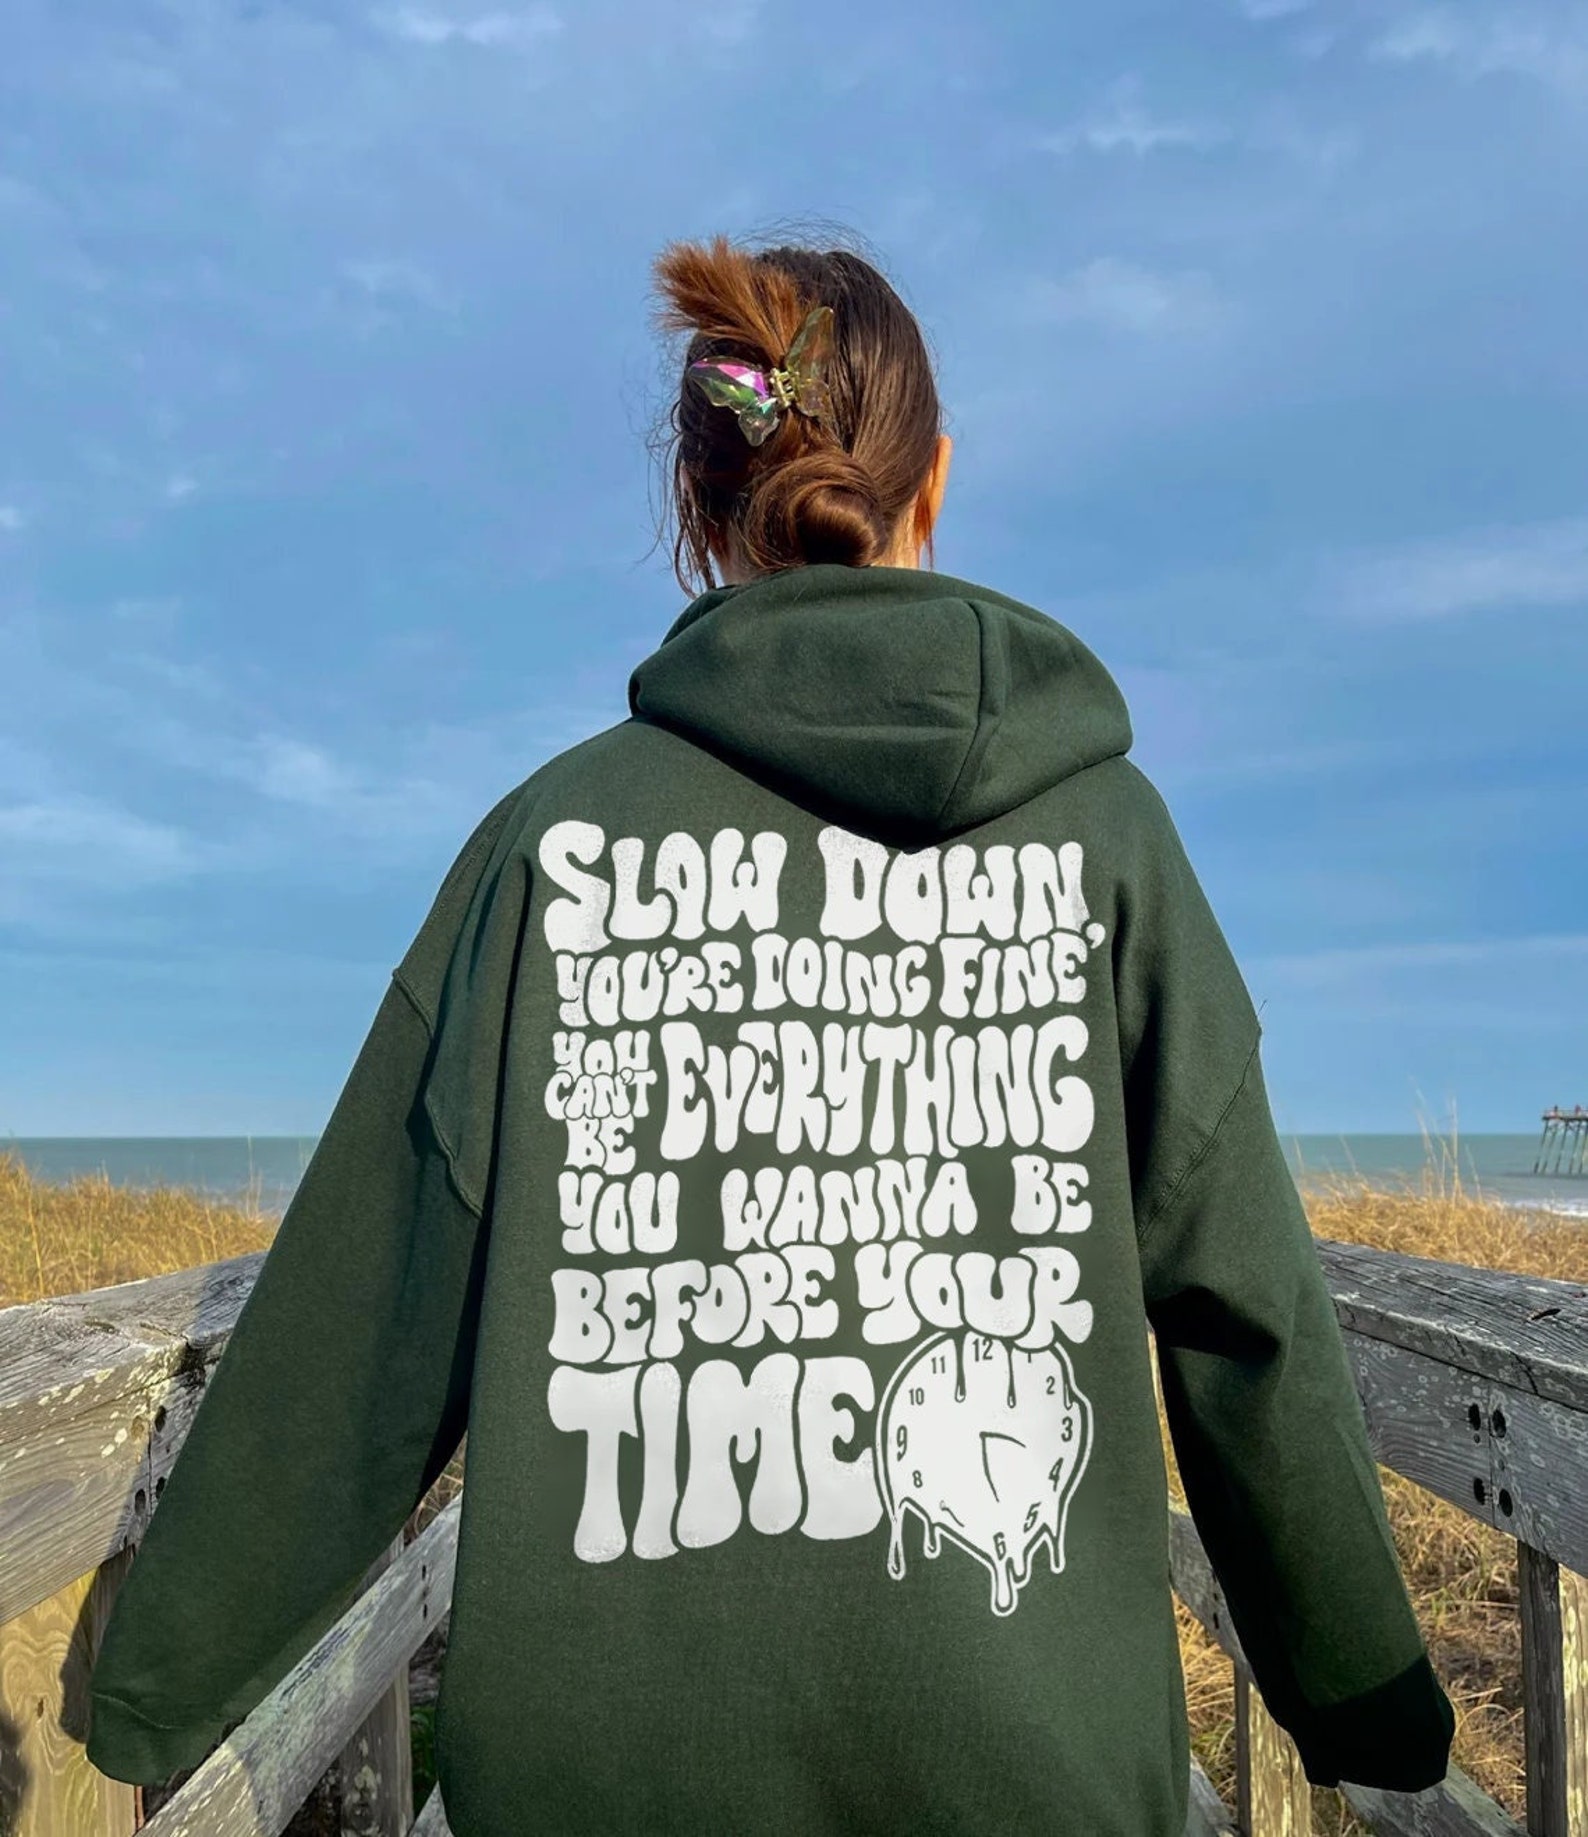 SLOW DOWN,
YOU'RE DOING FINE
YOU CAN'T BE EVERYTHING
YOU WANNA BE
BEFORE YOUR
TIME
11 12 1
10 2
9 3
8 4
6 5